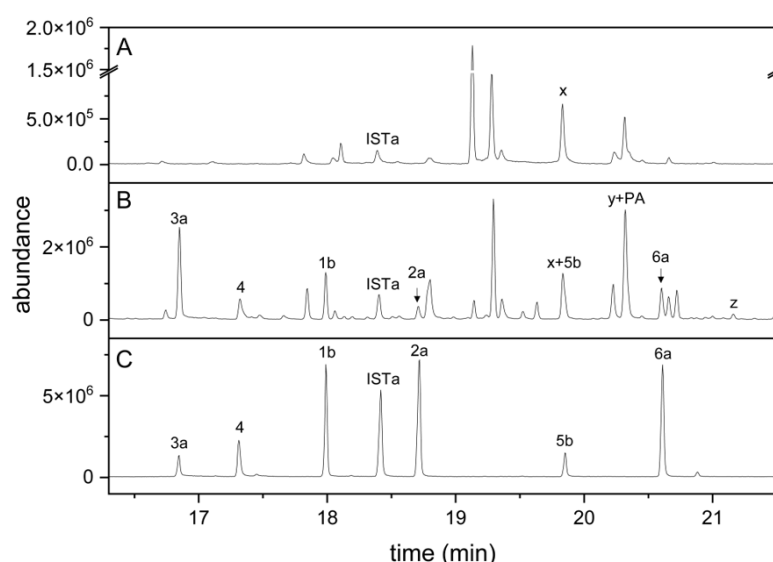 2.0×10⁶
A
1.5×10⁶
x
5.0×10⁵
ISTa
0.0
B
y+PA
3a
2×10⁶
1b
x+5b
6a
4
ISTa
2a
z
0
C
1b
2a
6a
ISTa
5×10⁶
4
3a
5b
0
abundance
17 18 19 20 21
time (min)